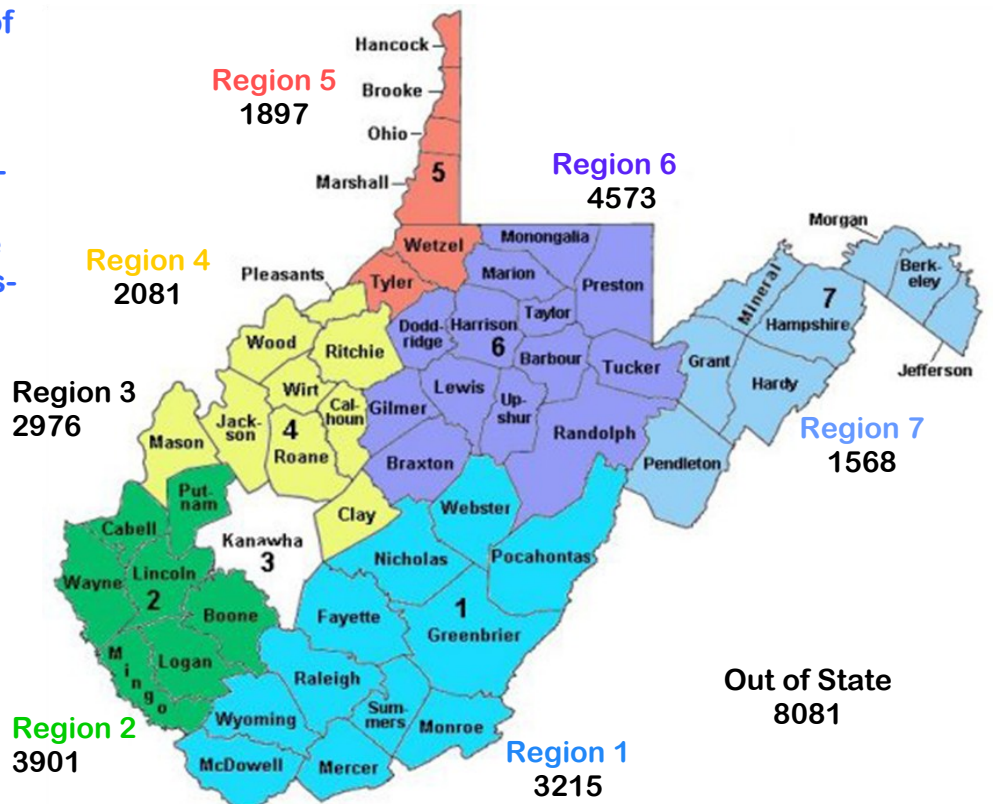 of
-
s-
Hancock
Region 5
1897
Brooke
Ohio
Marshall
5
Region 6
4573
Morgan
Wetzel
Monongalia
Region 4
2081
Pleasants
Tyler
Marion
Preston
Mineral
Berk-
eley
7
Hampshire
Wood
Ritchie
Dodd-
ridge
Harrison
6
Taylor
Barbour
Tucker
Grant
Hardy
Jefferson
Region 3
2976
Wirt
Cal-
houn
Gilmer
Lewis
Up-
shur
Randolph
Region 7
1568
Mason
Jack-
son
4
Roane
Braxton
Pendleton
Put-
nam
Clay
Webster
Cabell
Kanawha
3
Nicholas
Pocahontas
Wayne
Lincoln
2
Boone
Fayette
1
Greenbrier
Mingo
Logan
Raleigh
Out of State
8081
Wyoming
Sum-
mers
Monroe
Region 2
3901
McDowell
Mercer
Region 1
3215